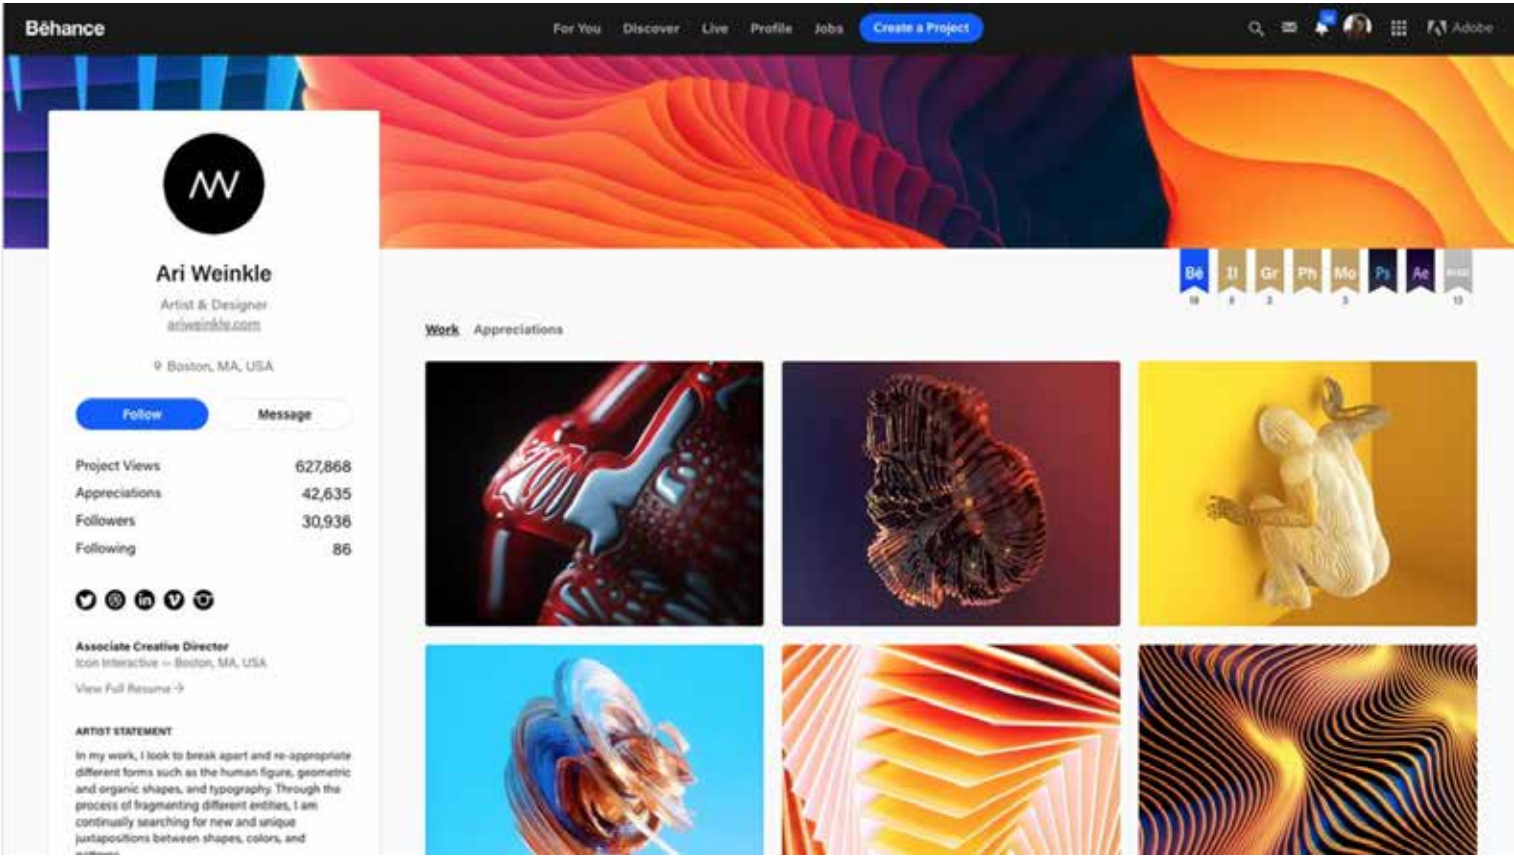 Bēhance
For You Discover Live Profile Jobs Create a Project
Adobe
AW
Ari Weinkle
Artist & Designer
ariweinkle.com
Boston, MA, USA
Follow Message
Project Views 627,868
Appreciations 42,635
Followers 30,936
Following 86
Associate Creative Director
Icon Interactive — Boston, MA, USA
View Full Resume →
ARTIST STATEMENT
In my work, I look to break apart and re-appropriate
different forms such as the human figure, geometric
and organic shapes, and typography. Through the
process of fragmenting different entities, I am
continually searching for new and unique
juxtapositions between shapes, colors, and
Bē Il Gr Ph Mo Ps Ae
Work Appreciations